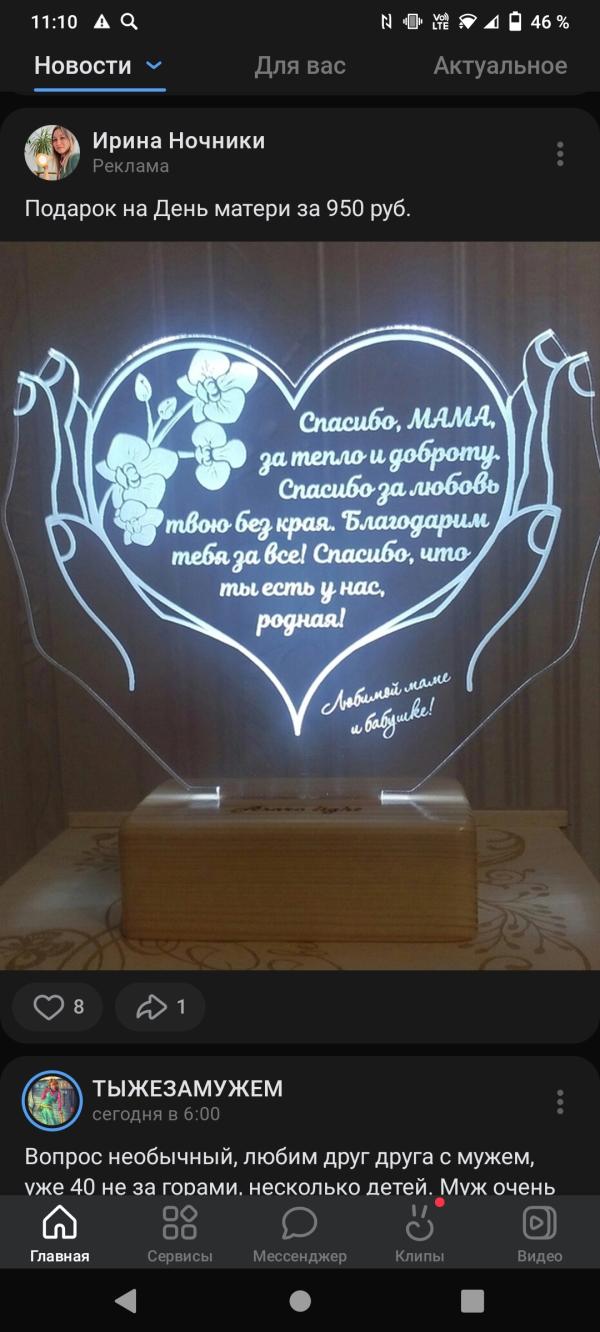 11:10
Vo)) LTE
46 %
Новости
Для вас
Актуальное
Ирина Ночники
Реклама
Подарок на День матери за 950 руб.
Спасибо, МАМА,
за тепло и доброту.
Спасибо за любовь
твою без края. Благодарим
тебя за все! Спасибо, что
ты есть у нас,
родная!
Любимой маме
и бабушке!
8
1
ТЫЖЕЗАМУЖЕМ
сегодня в 6:00
Вопрос необычный, любим друг друга с мужем,
уже 40 не за горами, несколько детей. Муж очень
Главная
Сервисы
Мессенджер
Клипы
Видео